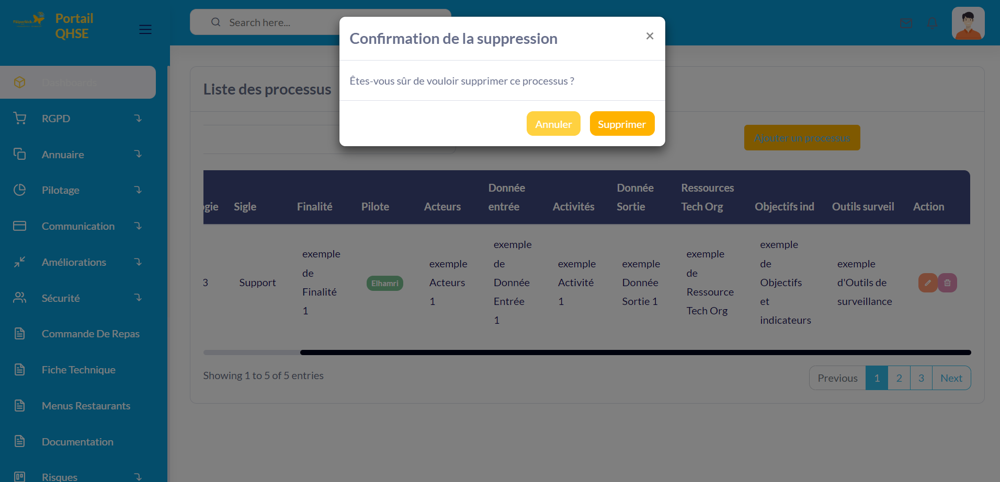 Portail
QHSE
Search here...
Confirmation de la suppression
×
Êtes-vous sûr de vouloir supprimer ce processus ?
Annuler
Supprimer
Dashboards
RGPD
Annuaire
Pilotage
Communication
Améliorations
Sécurité
Commande De Repas
Fiche Technique
Menus Restaurants
Documentation
Risques
Liste des processus
Ajouter un processus
gie
Sigle
Finalité
Pilote
Acteurs
Donnée
entrée
Activités
Donnée
Sortie
Ressources
Tech Org
Objectifs ind
Outils surveil
Action
3
Support
exemple
de
Finalité
1
Elhamri
exemple
Acteurs
1
exemple
de
Donnée
Entrée
1
exemple
Activité
1
exemple
Donnée
Sortie 1
exemple
de
Ressource
Tech Org
exemple
de
Objectifs
et
indicateurs
exemple
d'Outils de
surveillance
Showing 1 to 5 of 5 entries
Previous
1
2
3
Next